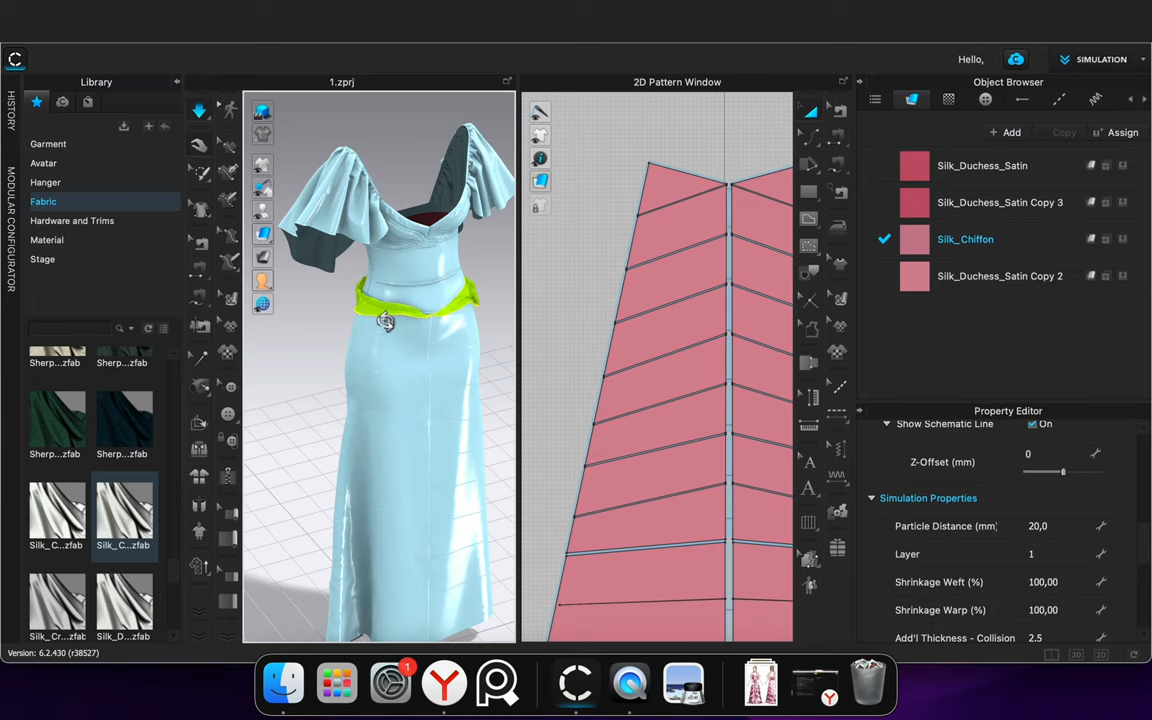 Hello,
SIMULATION
HISTORY
MODULAR CONFIGURATOR
Library
1.zprj
2D Pattern Window
Object Browser
Add
Copy
Assign
Garment
Avatar
Hanger
Fabric
Hardware and Trims
Material
Stage
Silk_Duchess_Satin
Silk_Duchess_Satin Copy 3
Silk_Chiffon
Silk_Duchess_Satin Copy 2
Sherp...zfab
Sherp...zfab
Sherp...zfab
Sherp...zfab
Silk_C...zfab
Silk_C...zfab
Silk_Cr...zfab
Silk_D...zfab
Property Editor
Show Schematic Line
On
Z-Offset (mm)
0
Simulation Properties
Particle Distance (mm)
20,0
Layer
1
Shrinkage Weft (%)
100,00
Shrinkage Warp (%)
100,00
Add'l Thickness - Collision
2.5
Version: 6.2.430 (r38527)
3D
2D
1